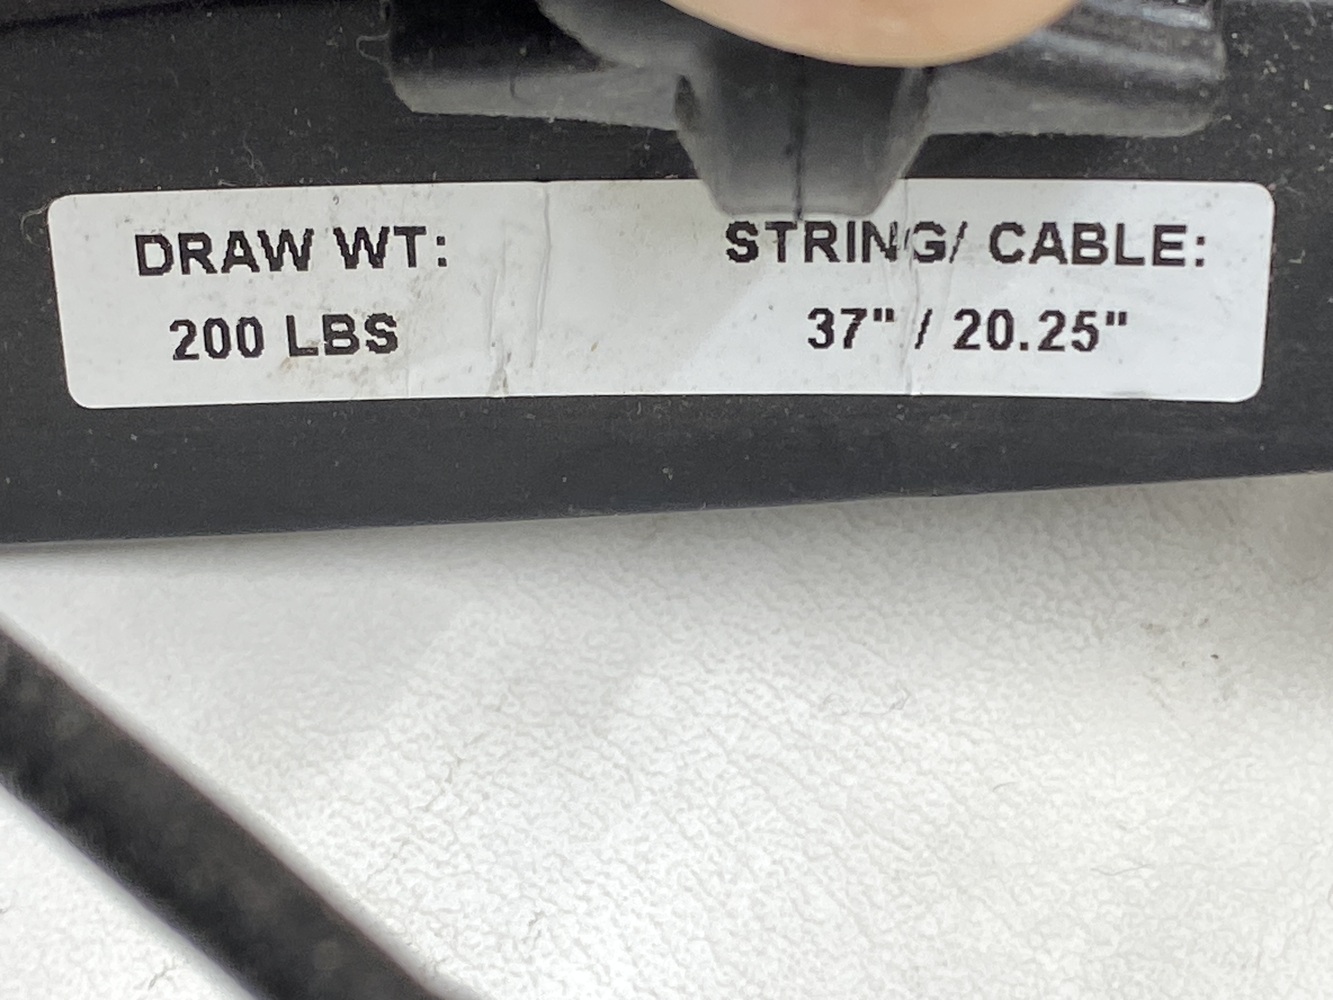 DRAW WT: STRING/ CABLE:
200 LBS 37" / 20.25"